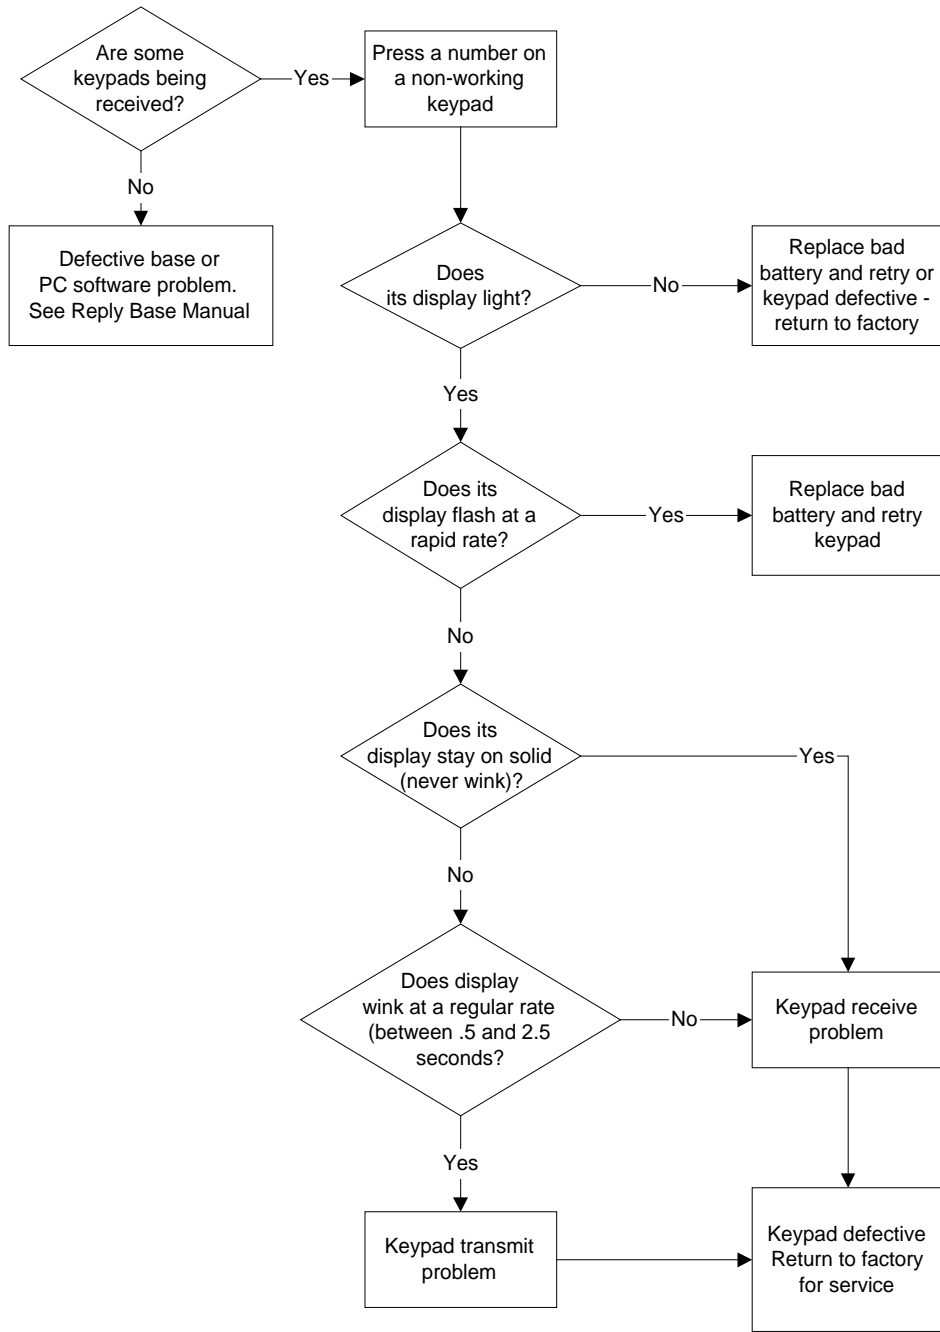 Are some
keypads being
received?
Yes
Press a number on
a non-working
keypad
No
Defective base or
PC software problem.
See Reply Base Manual
Does
its display light?
No
Replace bad
battery and retry or
keypad defective -
return to factory
Yes
Does its
display flash at a
rapid rate?
Yes
Replace bad
battery and retry
keypad
No
Does its
display stay on solid
(never wink)?
Yes
No
Does display
wink at a regular rate
(between .5 and 2.5
seconds?
No
Keypad receive
problem
Yes
Keypad transmit
problem
Keypad defective
Return to factory
for service